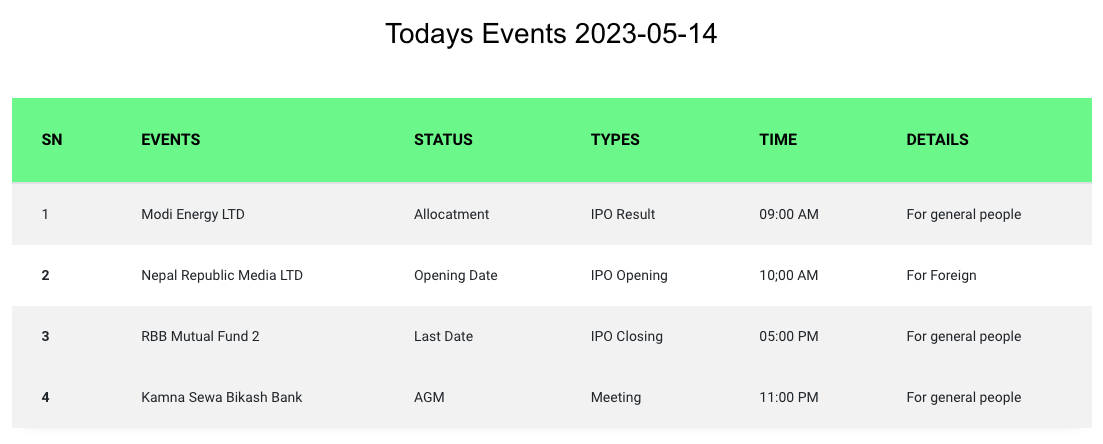 Todays Events 2023-05-14
SN EVENTS STATUS TYPES TIME DETAILS
1 Modi Energy LTD Allocatment IPO Result 09:00 AM For general people
2 Nepal Republic Media LTD Opening Date IPO Opening 10;00 AM For Foreign
3 RBB Mutual Fund 2 Last Date IPO Closing 05:00 PM For general people
4 Kamna Sewa Bikash Bank AGM Meeting 11:00 PM For general people